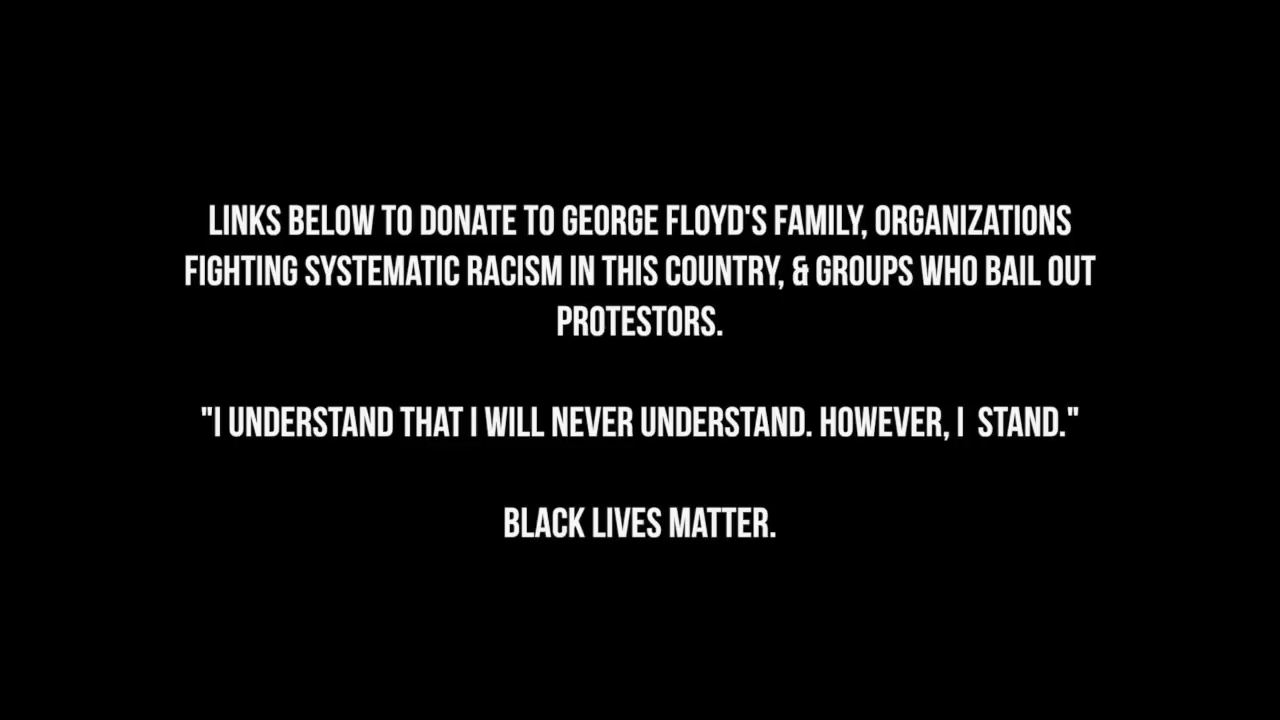 LINKS BELOW TO DONATE TO GEORGE FLOYD'S FAMILY, ORGANIZATIONS
FIGHTING SYSTEMATIC RACISM IN THIS COUNTRY, & GROUPS WHO BAIL OUT
PROTESTORS.
"I UNDERSTAND THAT I WILL NEVER UNDERSTAND. HOWEVER, I  STAND."
BLACK LIVES MATTER.